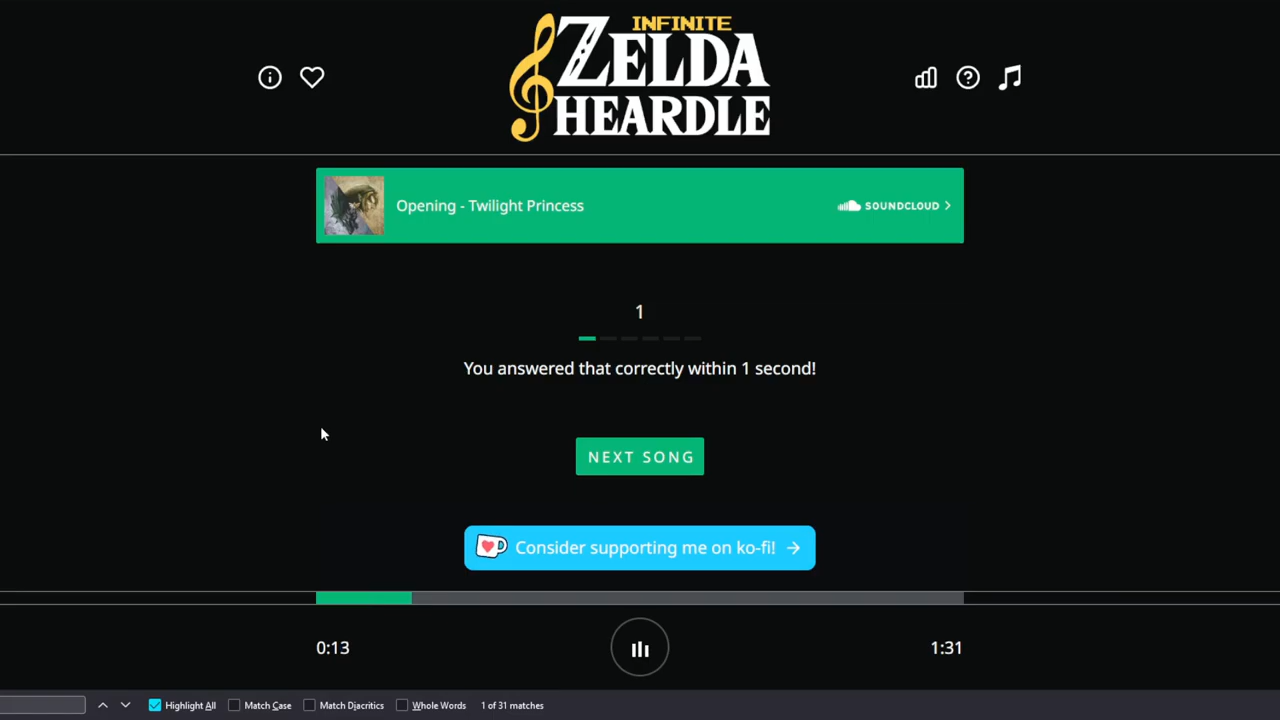 INFINITE
ZELDA
HEARDLE
Opening - Twilight Princess
SOUNDCLOUD
1
You answered that correctly within 1 second!
NEXT SONG
Consider supporting me on ko-fi!
0:13
1:31
Highlight All
Match Case
Match Diacritics
Whole Words
1 of 31 matches